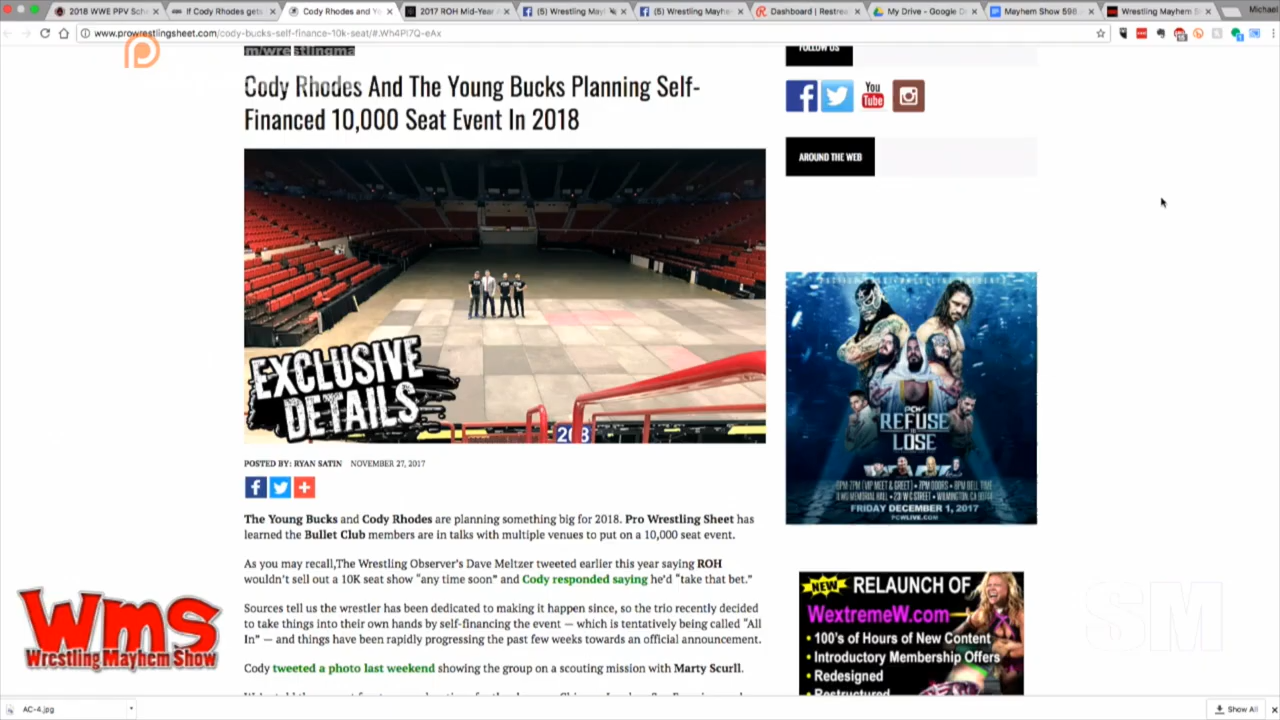 2018 WWE PPV Sch
If Cody Rhodes gets
Cody Rhodes and Y
2017 ROH Mid-Year
(5) Wrestling May
(5) Wrestling Mayhe
Dashboard | Restre
My Drive - Google D
Mayhem Show 598
Wrestling Mayhem S
Michael
www.prowrestlingsheet.com/cody-bucks-self-finance-10k-seat/#.Wh4Pl7Q-eAx
m/wrestlingma
FOLLOW US
Cody Rhodes And The Young Bucks Planning Self-
Financed 10,000 Seat Event In 2018
You
Tube
AROUND THE WEB
EXCLUSIVE
DETAILS
203
POSTED BY: RYAN SATIN NOVEMBER 27, 2017
The Young Bucks and Cody Rhodes are planning something big for 2018. Pro Wrestling Sheet has
learned the Bullet Club members are in talks with multiple venues to put on a 10,000 seat event.
As you may recall,The Wrestling Observer's Dave Meltzer tweeted earlier this year saying ROH
wouldn't sell out a 10K seat show "any time soon" and Cody responded saying he'd "take that bet."
Sources tell us the wrestler has been dedicated to making it happen since, so the trio recently decided
to take things into their own hands by self-financing the event — which is tentatively being called "All
In" — and things have been rapidly progressing the past few weeks towards an official announcement.
Cody tweeted a photo last weekend showing the group on a scouting mission with Marty Scurll.
PCW
REFUSE
LOSE
FRIDAY DECEMBER 1, 2017
PCWLIVE.COM
NEW RELAUNCH OF
WextremeW.com
• 100's of Hours of New Content
• Introductory Membership Offers
• Redesigned
• Restructured
wms
Wrestling Mayhem Show
SM
AC-4.jpg
Show All